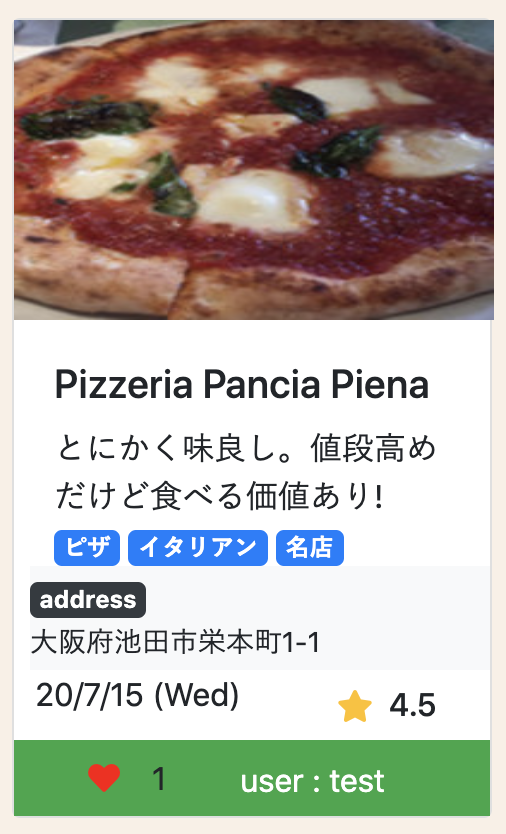 Pizzeria Pancia Piena
とにかく味良し。値段高め
だけど食べる価値あり!
ピザ イタリアン 名店
address
大阪府池田市栄本町1-1
20/7/15 (Wed) 4.5
1 user : test